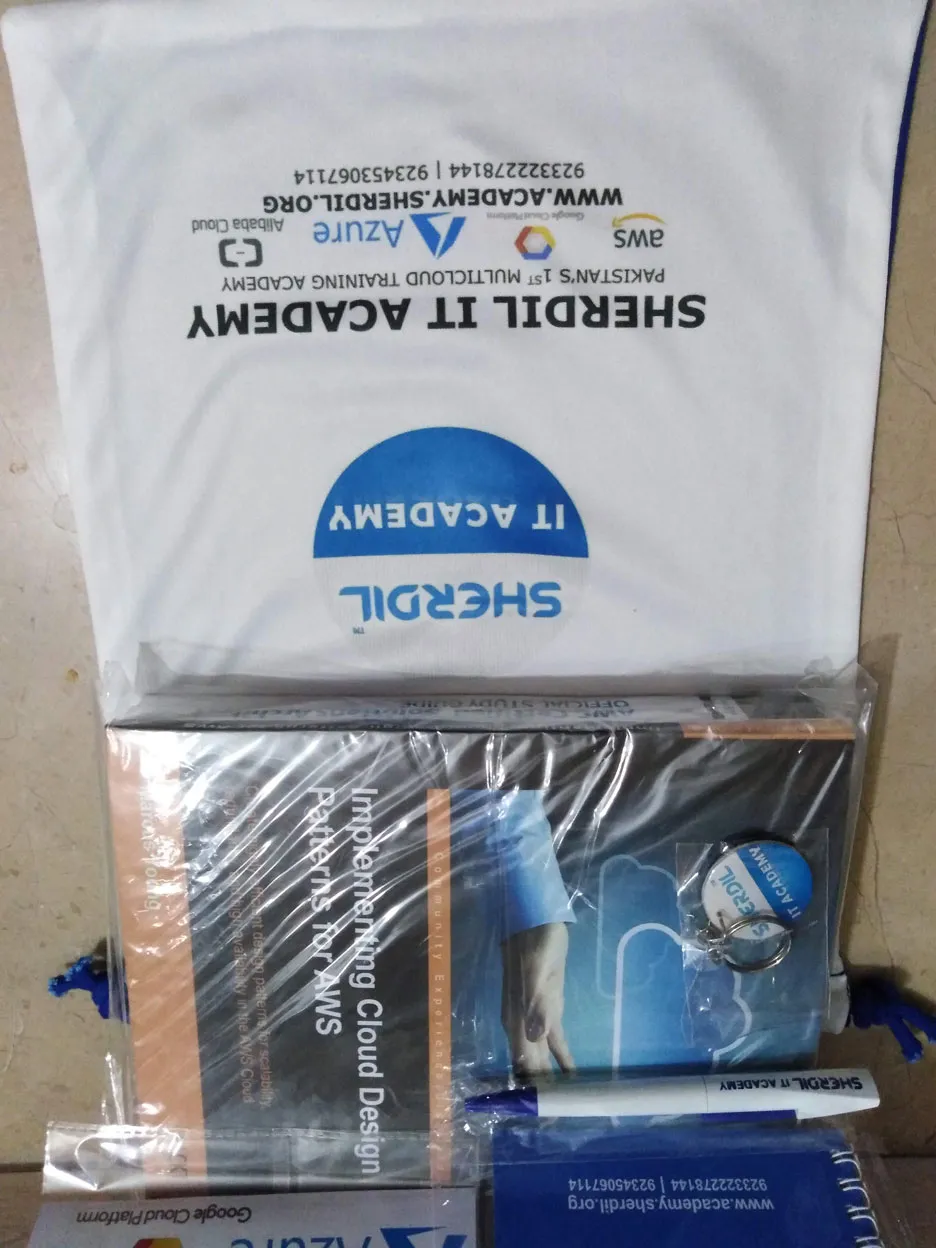 SHERDIL™
IT ACADEMY
SHERDIL IT ACADEMY
PAKISTAN'S 1ST MULTICLOUD TRAINING ACADEMY
aws
Google Cloud Platform
Azure
Alibaba Cloud
WWW.ACADEMY.SHERDIL.ORG
923322278144 | 923453067114
OFFICIAL STUDY GUIDE
Community Experience
Implementing Cloud Design
Patterns for AWS
SHERDIL
IT ACADEMY
SHERDIL IT ACADEMY
www.academy.sherdil.org
923322278144 | 92345067114
Azure
Google Cloud Platform